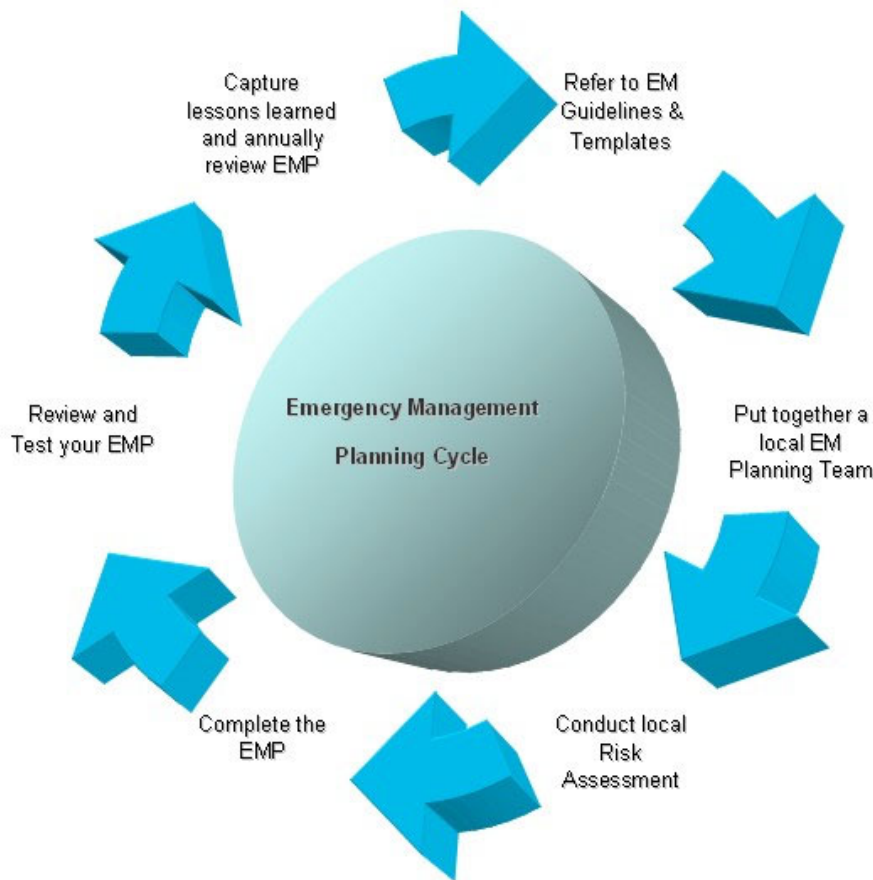 Capture
lessons learned
and annually
review EMP
Refer to EM
Guidelines &
Templates
Emergency Management
Planning Cycle
Review and
Test your EMP
Put together a
local EM
Planning Team
Complete the
EMP
Conduct local
Risk
Assessment